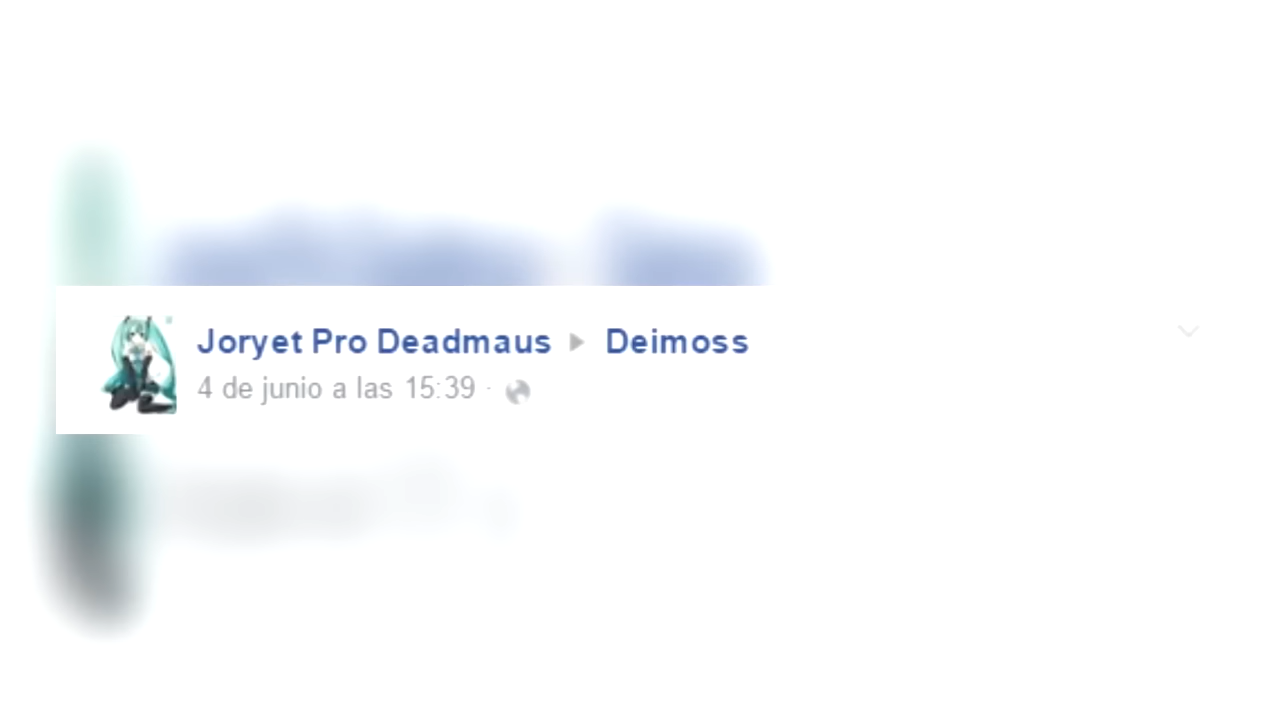 Joryet Pro Deadmaus ▶ Deimoss
4 de junio a las 15:39 ·